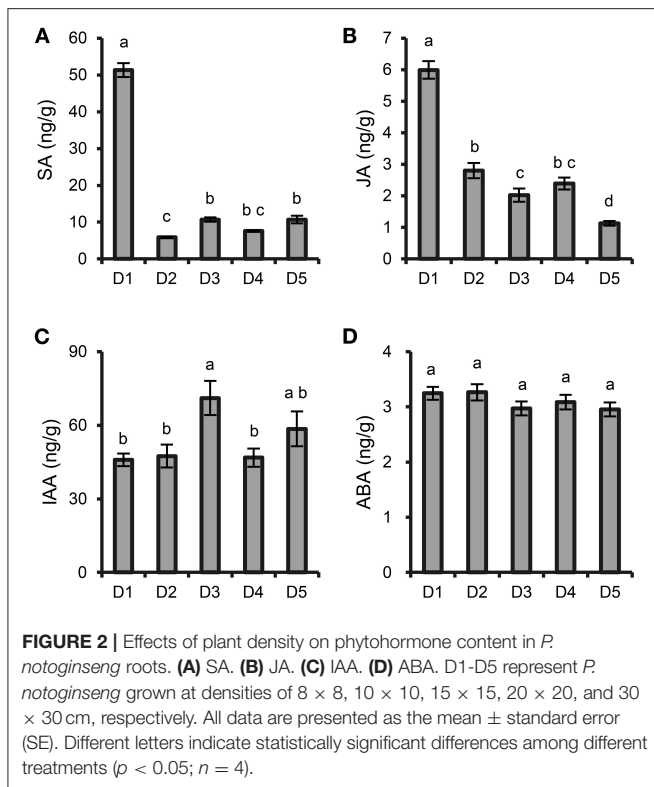 A
60
50
40
30
20
10
0
SA (ng/g)
a
c
b
b c
b
D1 D2 D3 D4 D5
B
7
6
5
4
3
2
1
0
JA (ng/g)
a
b
c
b c
d
D1 D2 D3 D4 D5
C
90
60
30
0
IAA (ng/g)
b
b
a
b
a b
D1 D2 D3 D4 D5
D
4
3
2
1
0
ABA (ng/g)
a
a
a
a
a
D1 D2 D3 D4 D5
FIGURE 2 | Effects of plant density on phytohormone content in P.
notoginseng roots. (A) SA. (B) JA. (C) IAA. (D) ABA. D1-D5 represent P.
notoginseng grown at densities of 8 × 8, 10 × 10, 15 × 15, 20 × 20, and 30
× 30 cm, respectively. All data are presented as the mean ± standard error
(SE). Different letters indicate statistically significant differences among different
treatments (p < 0.05; n = 4).